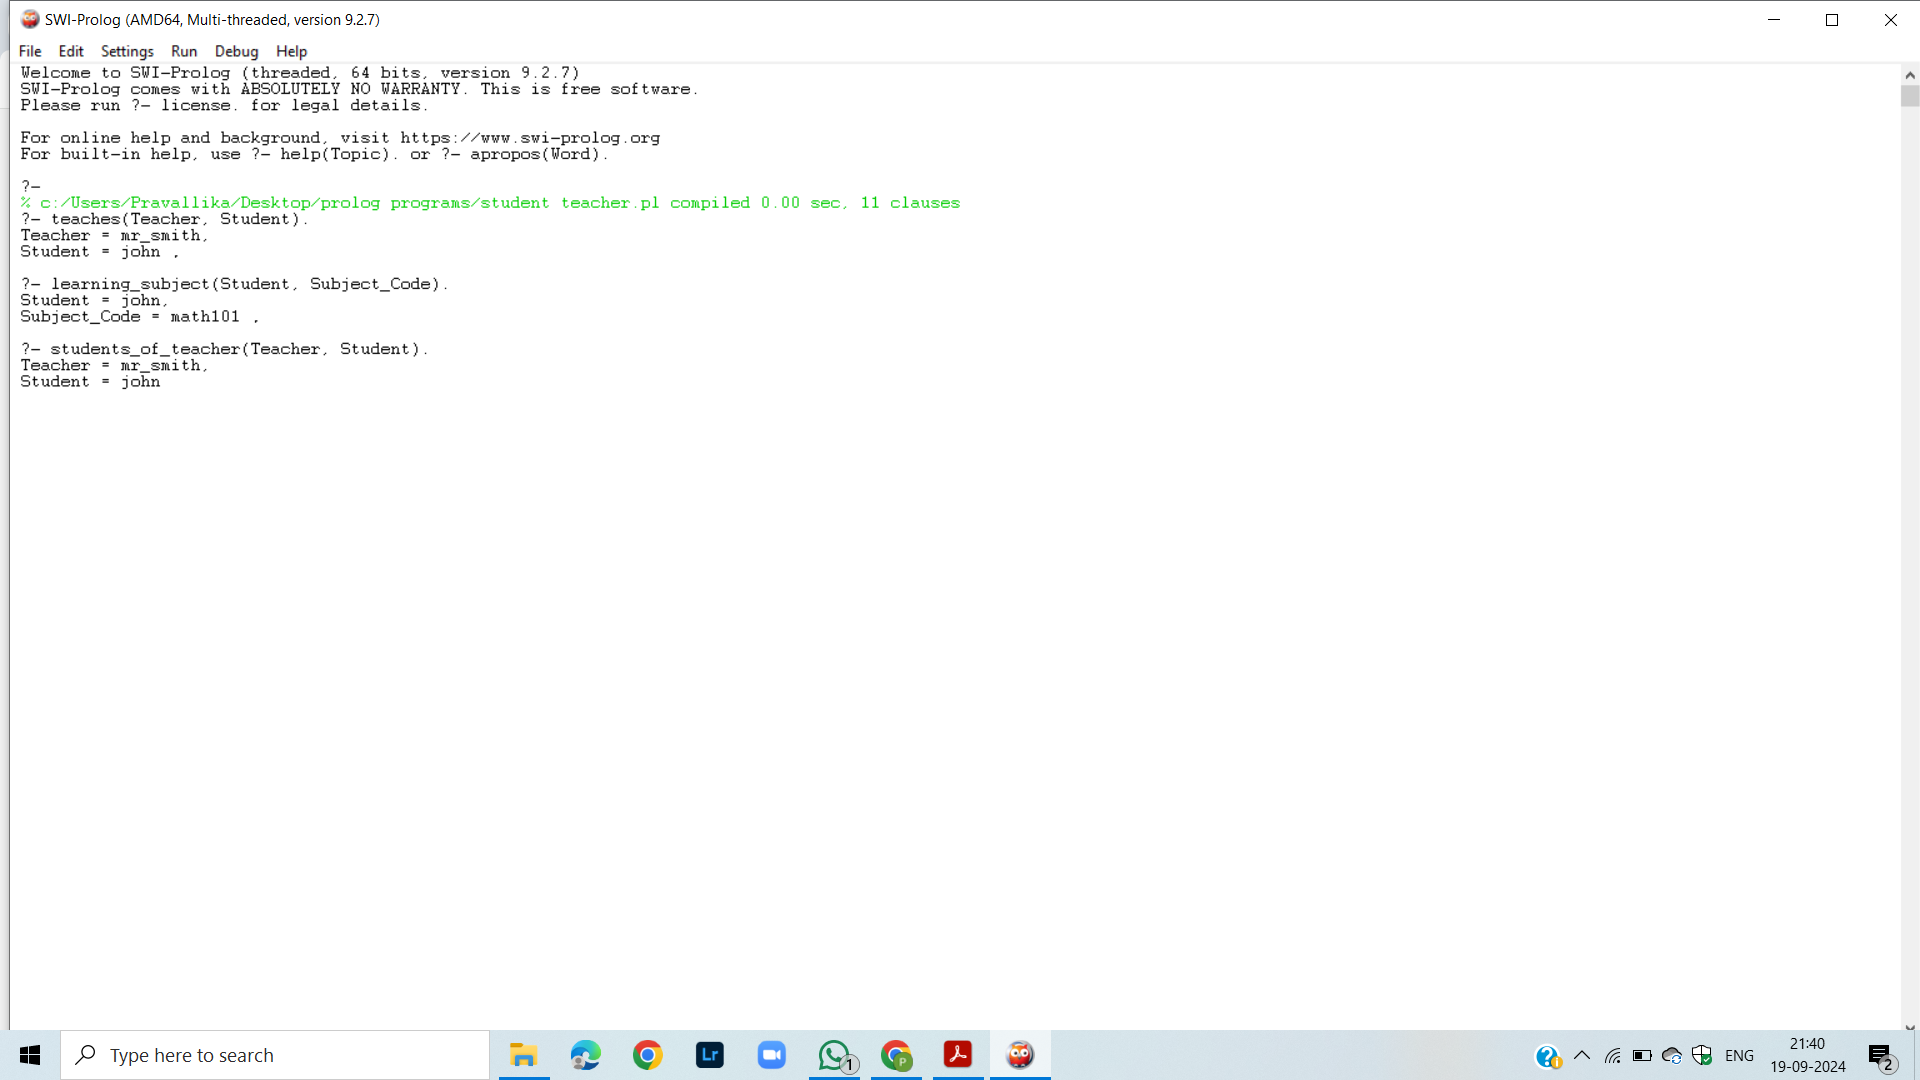 SWI-Prolog (AMD64, Multi-threaded, version 9.2.7)
File Edit Settings Run Debug Help
Welcome to SWI-Prolog (threaded, 64 bits, version 9.2.7)
SWI-Prolog comes with ABSOLUTELY NO WARRANTY. This is free software.
Please run ?- license. for legal details.
For online help and background, visit https://www.swi-prolog.org
For built-in help, use ?- help(Topic). or ?- apropos(Word).
?-
% c:/Users/Pravallika/Desktop/prolog programs/student teacher.pl compiled 0.00 sec, 11 clauses
?- teaches(Teacher, Student).
Teacher = mr_smith,
Student = john .
?- learning_subject(Student, Subject_Code).
Student = john,
Subject_Code = math101 .
?- students_of_teacher(Teacher, Student).
Teacher = mr_smith,
Student = john
Type here to search
Lr
1
P
ENG
21:40
19-09-2024
2